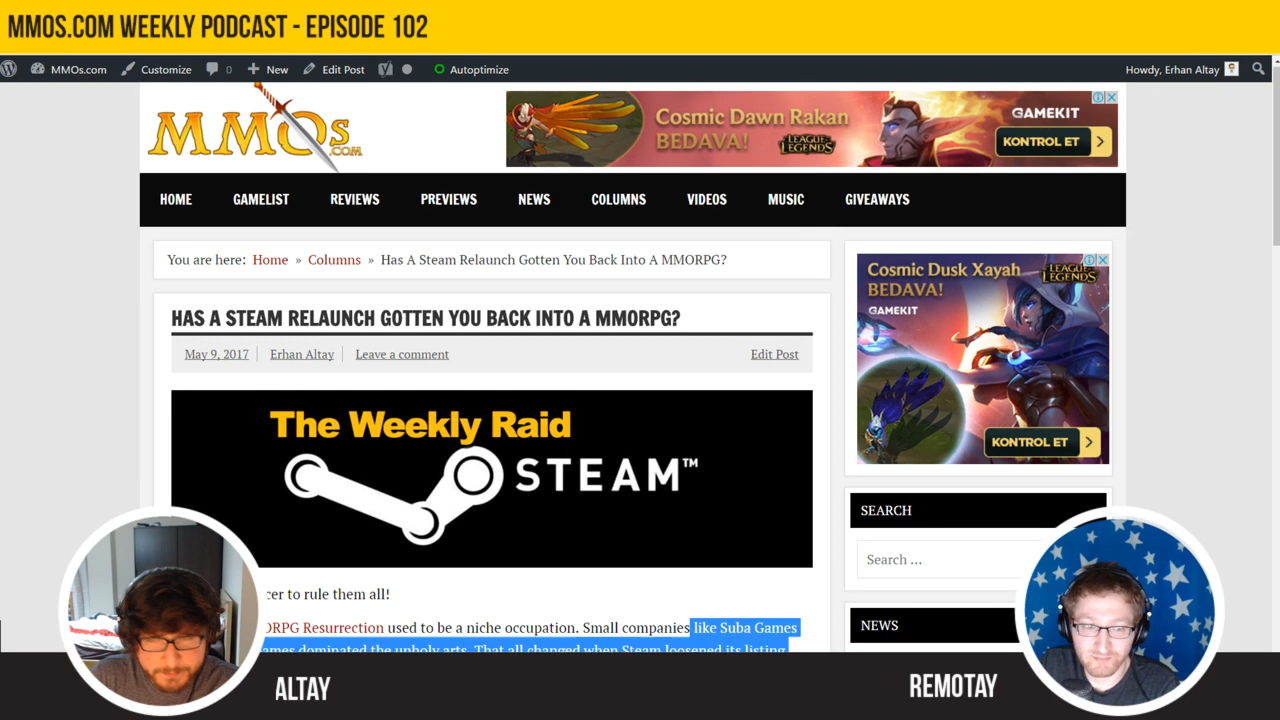 MMOS.COM WEEKLY PODCAST - EPISODE 102
MMOs.com Customize 0 New Edit Post Autoptimize Howdy, Erhan Altay
MMOs.COM
Cosmic Dawn Rakan
BEDAVA!
LEAGUE of LEGENDS
GAMEKIT
KONTROL ET
HOME GAMELIST REVIEWS PREVIEWS NEWS COLUMNS VIDEOS MUSIC GIVEAWAYS
You are here: Home » Columns » Has A Steam Relaunch Gotten You Back Into A MMORPG?
Cosmic Dusk Xayah
BEDAVA!
LEAGUE of LEGENDS
GAMEKIT
KONTROL ET
HAS A STEAM RELAUNCH GOTTEN YOU BACK INTO A MMORPG?
May 9, 2017 Erhan Altay Leave a comment Edit Post
The Weekly Raid
STEAM™
SEARCH
Search ...
cer to rule them all!
ORPG Resurrection used to be a niche occupation. Small companies like Suba Games
ames dominated the unholy arts. That all changed when Steam loosened its listing
NEWS
ALTAY
REMOTAY